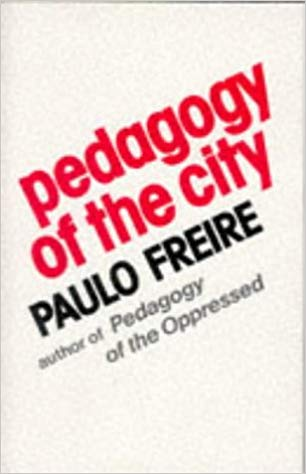 pedagogy
of the city
PAULO FREIRE
author of Pedagogy
of the Oppressed